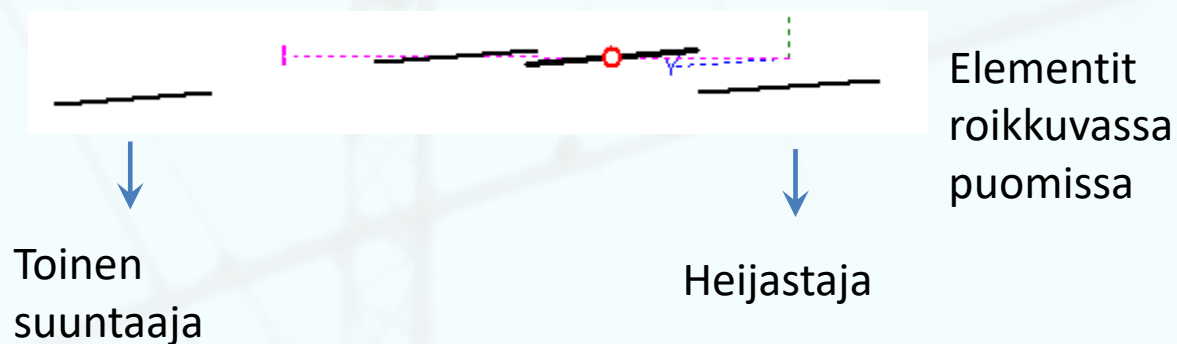 Elementit
roikkuvassa
puomissa
Y
Toinen
suuntaaja
Heijastaja